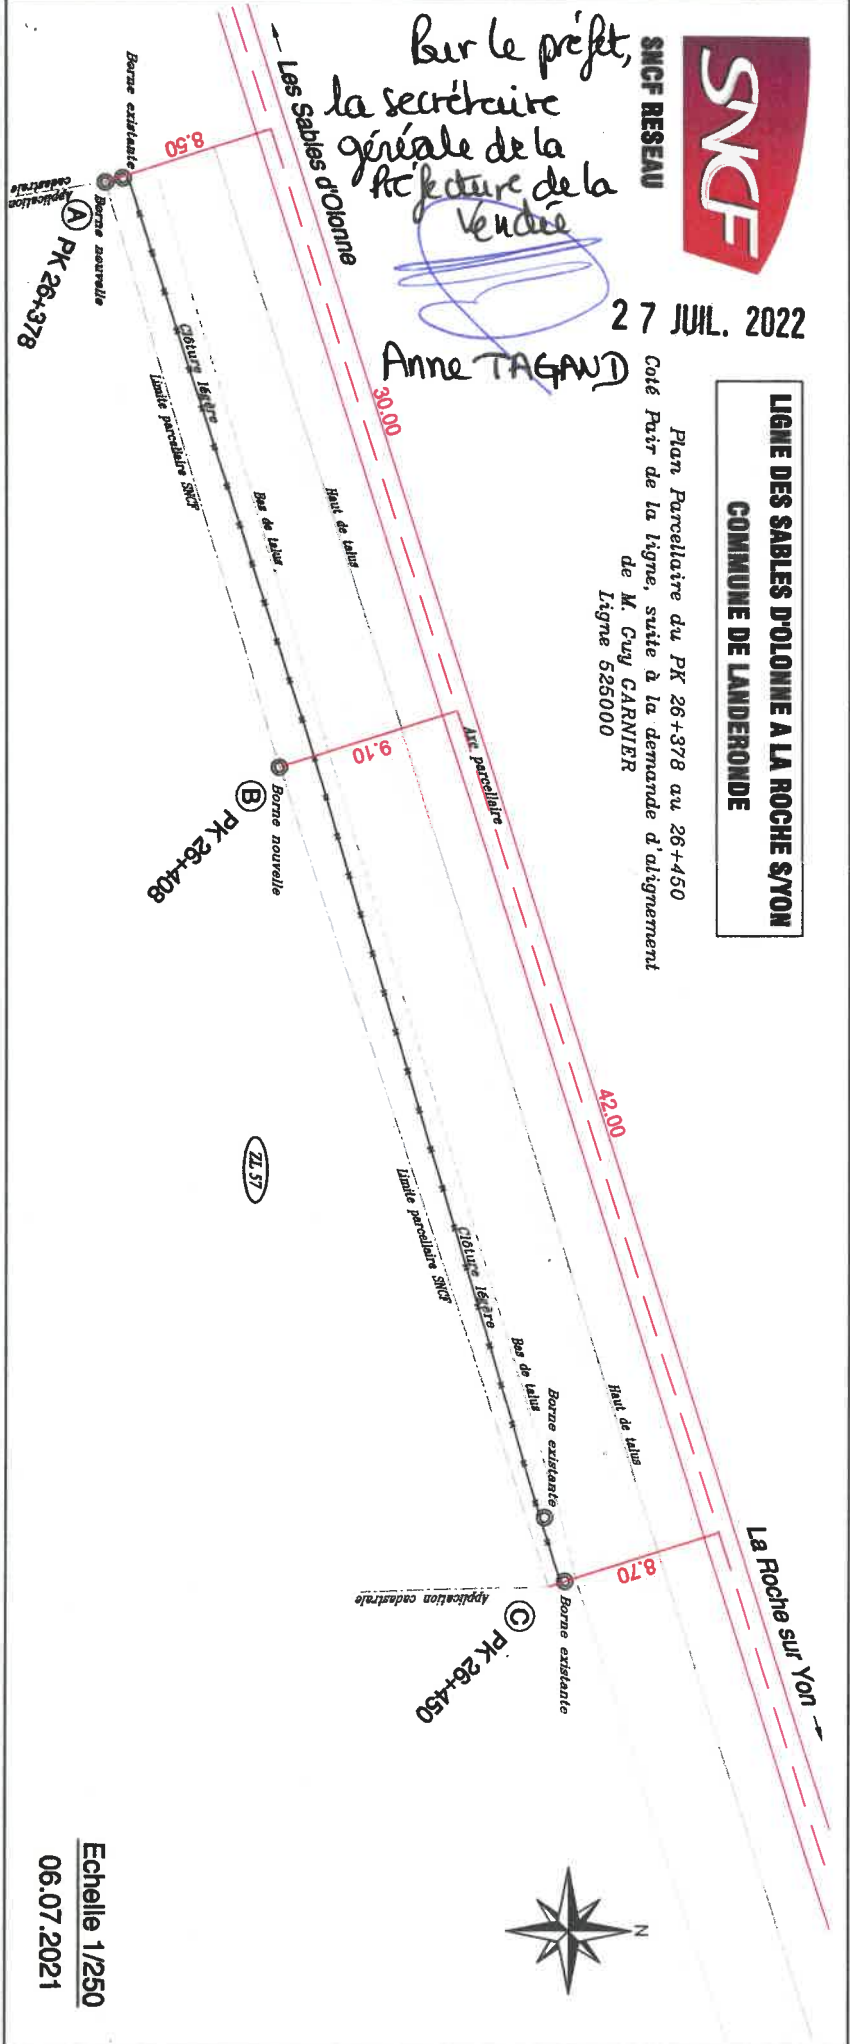 SNCF
SNCF RESEAU
Pour le préfet,
la secrétaire
générale de la
Préfecture de la
Vendée
27 JUIL. 2022
Anne TAGAND
LIGNE DES SABLES D'OLONNE A LA ROCHE S/YON
COMMUNE DE LANDERONDE
Plan Parcellaire du PK 26+378 au 26+450
Coté Pair de la ligne, suite à la demande d'alignement
de M. Guy GARNIER
Ligne 525000
← Les Sables d'Olonne
La Roche sur Yon →
30.00
42.00
Axe parcellaire
8.50
9.10
8.70
Haut de talus
Haut de talus
Bas de talus
Bas de talus
Clôture légère
Clôture légère
Limite parcellaire SNCF
Limite parcellaire SNCF
Borne existante
Borne nouvelle
Application
cadastrale
A PK 26+378
Borne nouvelle
B PK 26+408
ZL 57
Borne existante
Borne existante
Application cadastrale
C PK 26+450
N
Echelle 1/250
06.07.2021